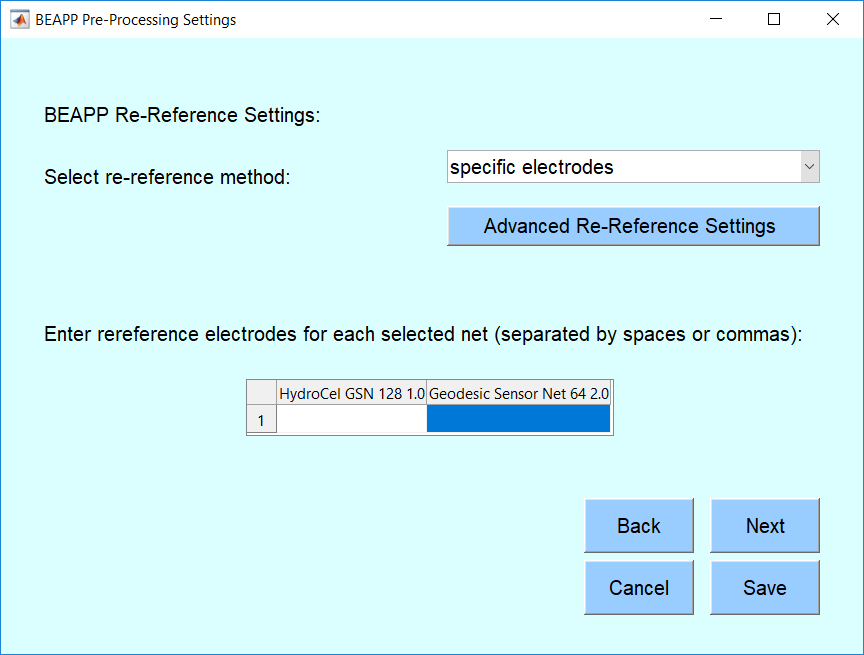 BEAPP Pre-Processing Settings
BEAPP Re-Reference Settings:
Select re-reference method:
specific electrodes
Advanced Re-Reference Settings
Enter rereference electrodes for each selected net (separated by spaces or commas):
HydroCel GSN 128 1.0 Geodesic Sensor Net 64 2.0
1
Back Next
Cancel Save